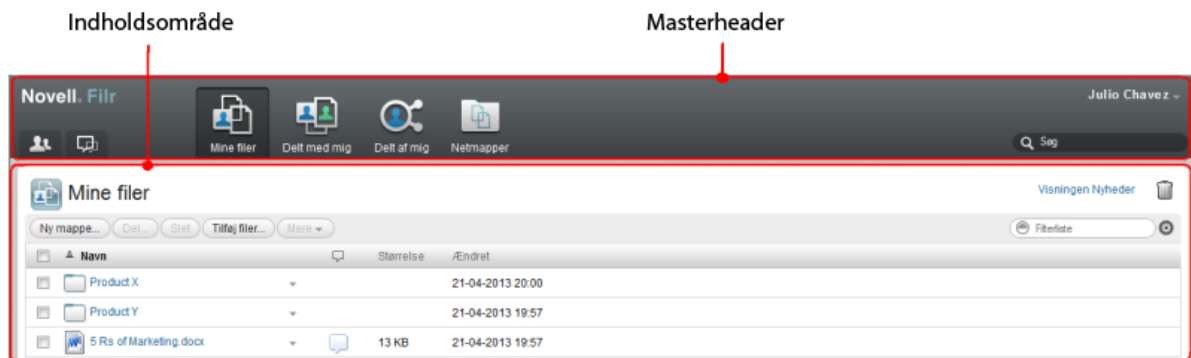 Indholdsområde
Masterheader
Novell. Filr
Julio Chavez
Mine filer
Delt med mig
Delt af mig
Netmapper
Søg
Mine filer
Visningen Nyheder
Ny mappe... Del... Slet Tilføj filer... Mere
Filterliste
Navn Størrelse Ændret
Product X 21-04-2013 20:00
Product Y 21-04-2013 19:57
5 Rs of Marketing.docx 13 KB 21-04-2013 19:57